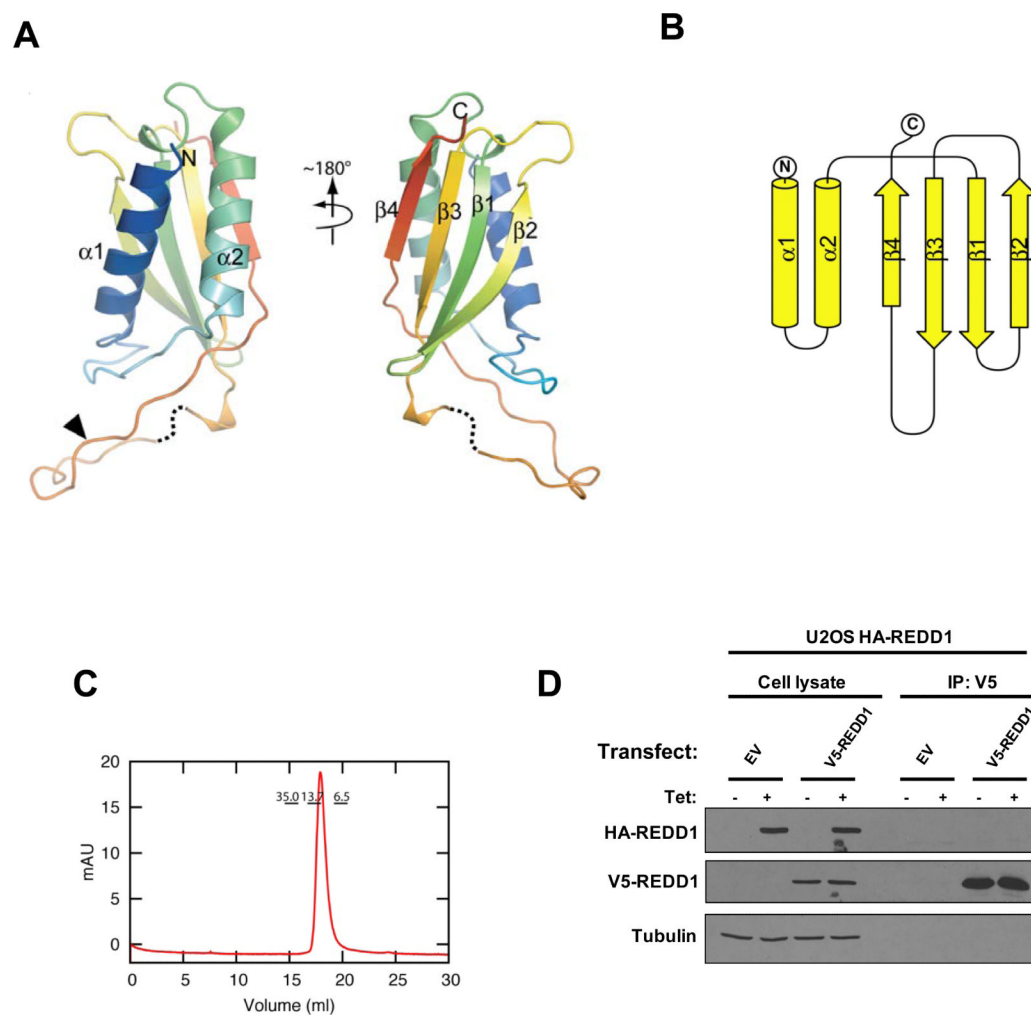 A
B
N
α1
α2
~180°
C
β4
β3
β1
β2
N
C
α1
α2
β4
β3
β1
β2
C
20
15
10
5
0
mAU
35.0 13.7 6.5
0 5 10 15 20 25 30
Volume (ml)
D
U2OS HA-REDD1
Cell lysate IP: V5
Transfect: EV V5-REDD1 EV V5-REDD1
Tet: - + - + - + - +
HA-REDD1
V5-REDD1
Tubulin